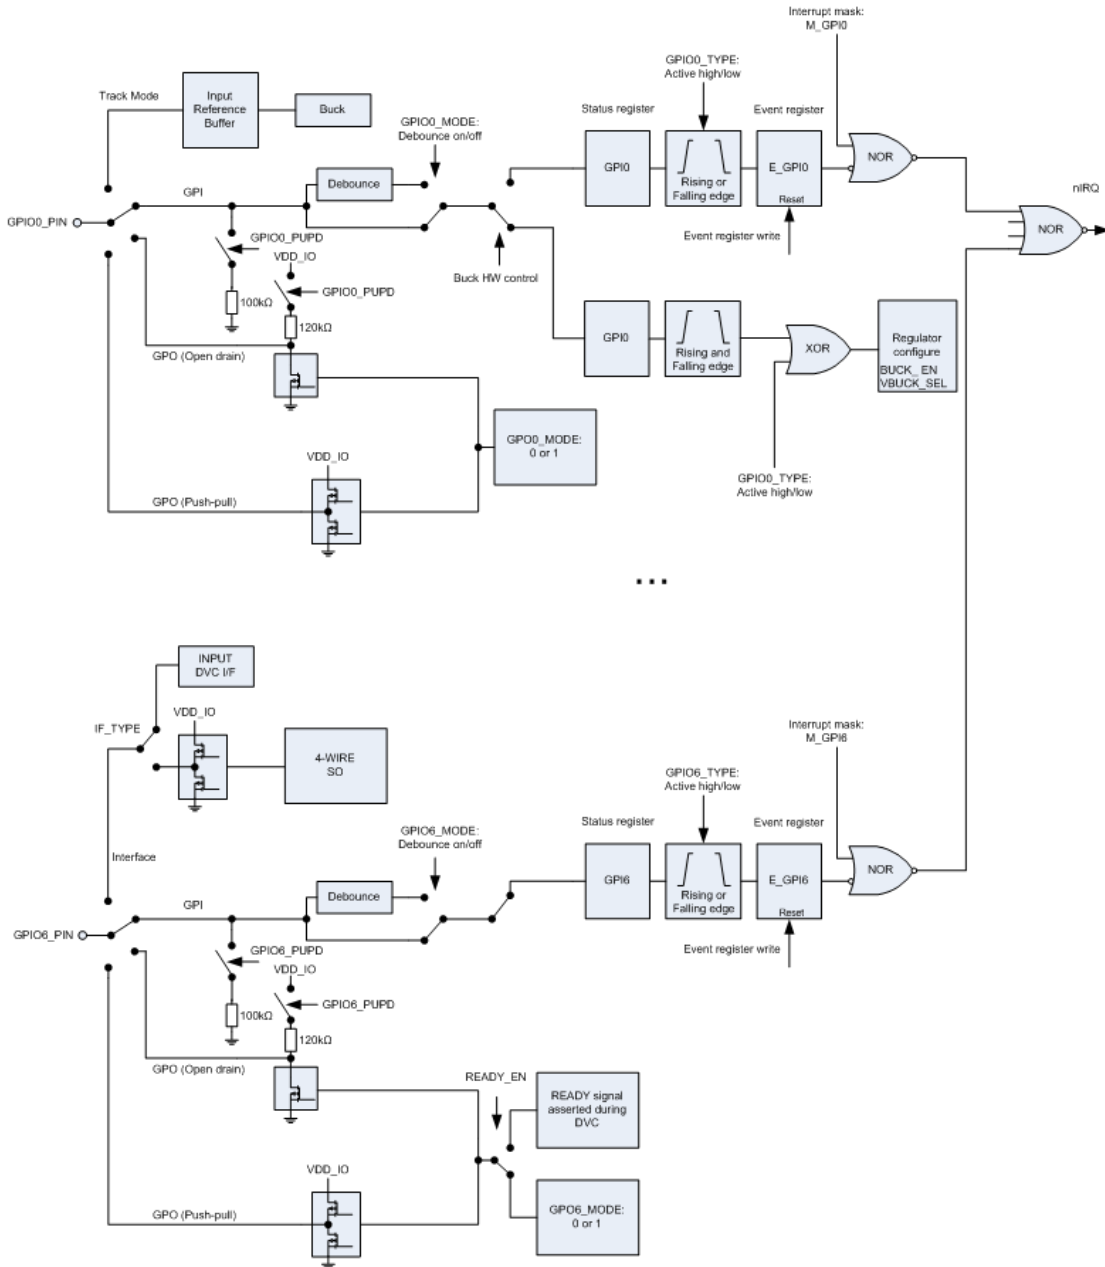 Interrupt mask:
M_GPI0
GPIO0_TYPE:
Active high/low
Track Mode
Input
Reference
Buffer
Buck
GPIO0_MODE:
Debounce on/off
Status register
Event register
GPI0
Rising or
Falling edge
E_GPI0
Reset
NOR
nIRQ
NOR
Debounce
GPI
GPIO0_PIN
GPIO0_PUPD
VDD_IO
GPIO0_PUPD
100kΩ
120kΩ
Buck HW control
Event register write
GPI0
Rising and
Falling edge
XOR
Regulator
configure
BUCK_EN
VBUCK_SEL
GPO (Open drain)
GPO0_MODE:
0 or 1
GPIO0_TYPE:
Active high/low
VDD_IO
GPO (Push-pull)
...
INPUT
DVC I/F
IF_TYPE
VDD_IO
4-WIRE
SO
Interrupt mask:
M_GPI6
GPIO6_TYPE:
Active high/low
Interface
GPIO6_MODE:
Debounce on/off
Status register
Event register
GPI6
Rising or
Falling edge
E_GPI6
Reset
NOR
Debounce
GPI
GPIO6_PIN
GPIO6_PUPD
VDD_IO
GPIO6_PUPD
100kΩ
120kΩ
Event register write
GPO (Open drain)
READY_EN
READY signal
asserted during
DVC
VDD_IO
GPO (Push-pull)
GPO6_MODE:
0 or 1